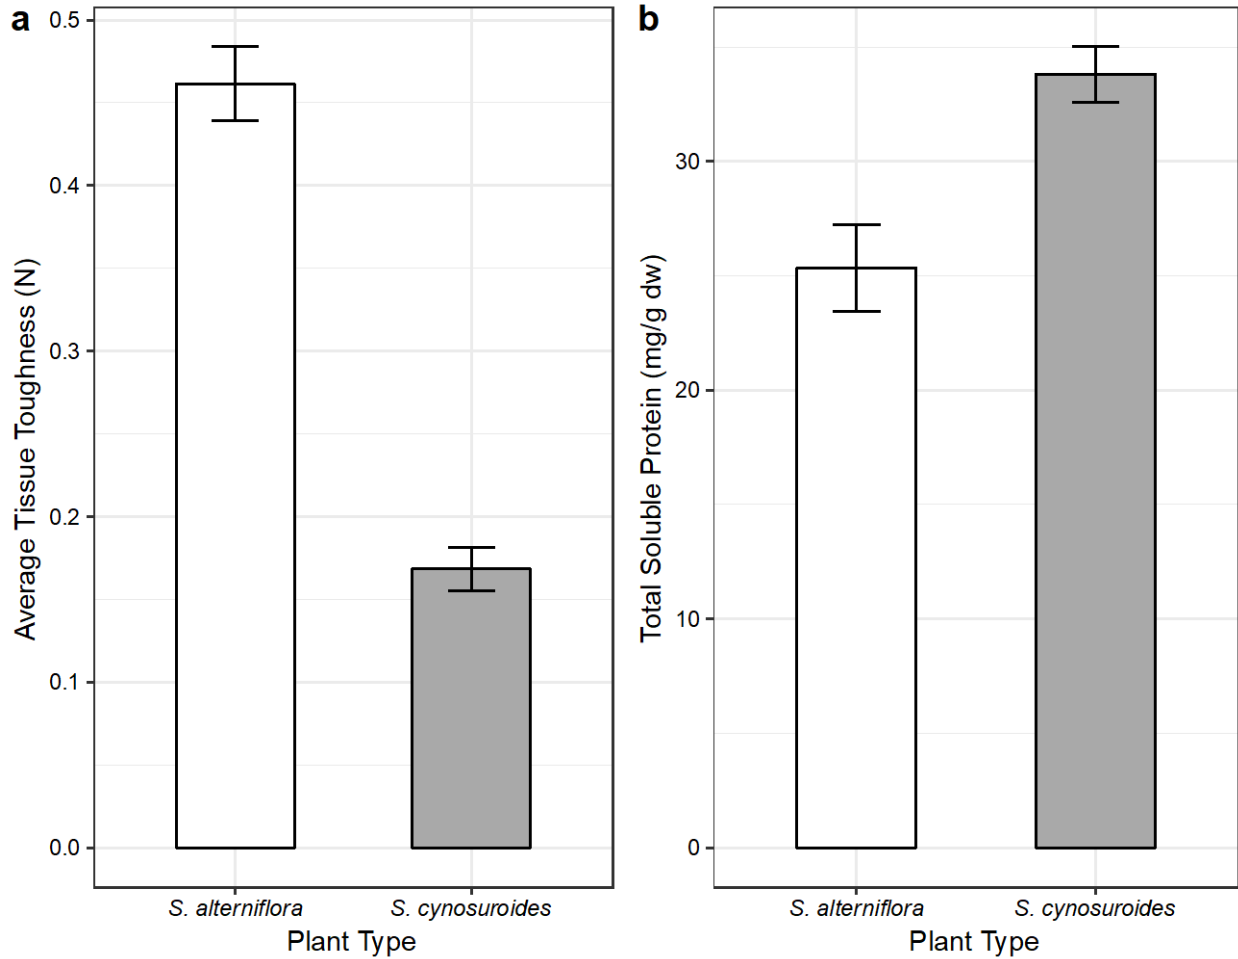 a
Average Tissue Toughness (N)
0.5
0.4
0.3
0.2
0.1
0.0
S. alterniflora
S. cynosuroides
Plant Type
b
Total Soluble Protein (mg/g dw)
30
20
10
0
S. alterniflora
S. cynosuroides
Plant Type